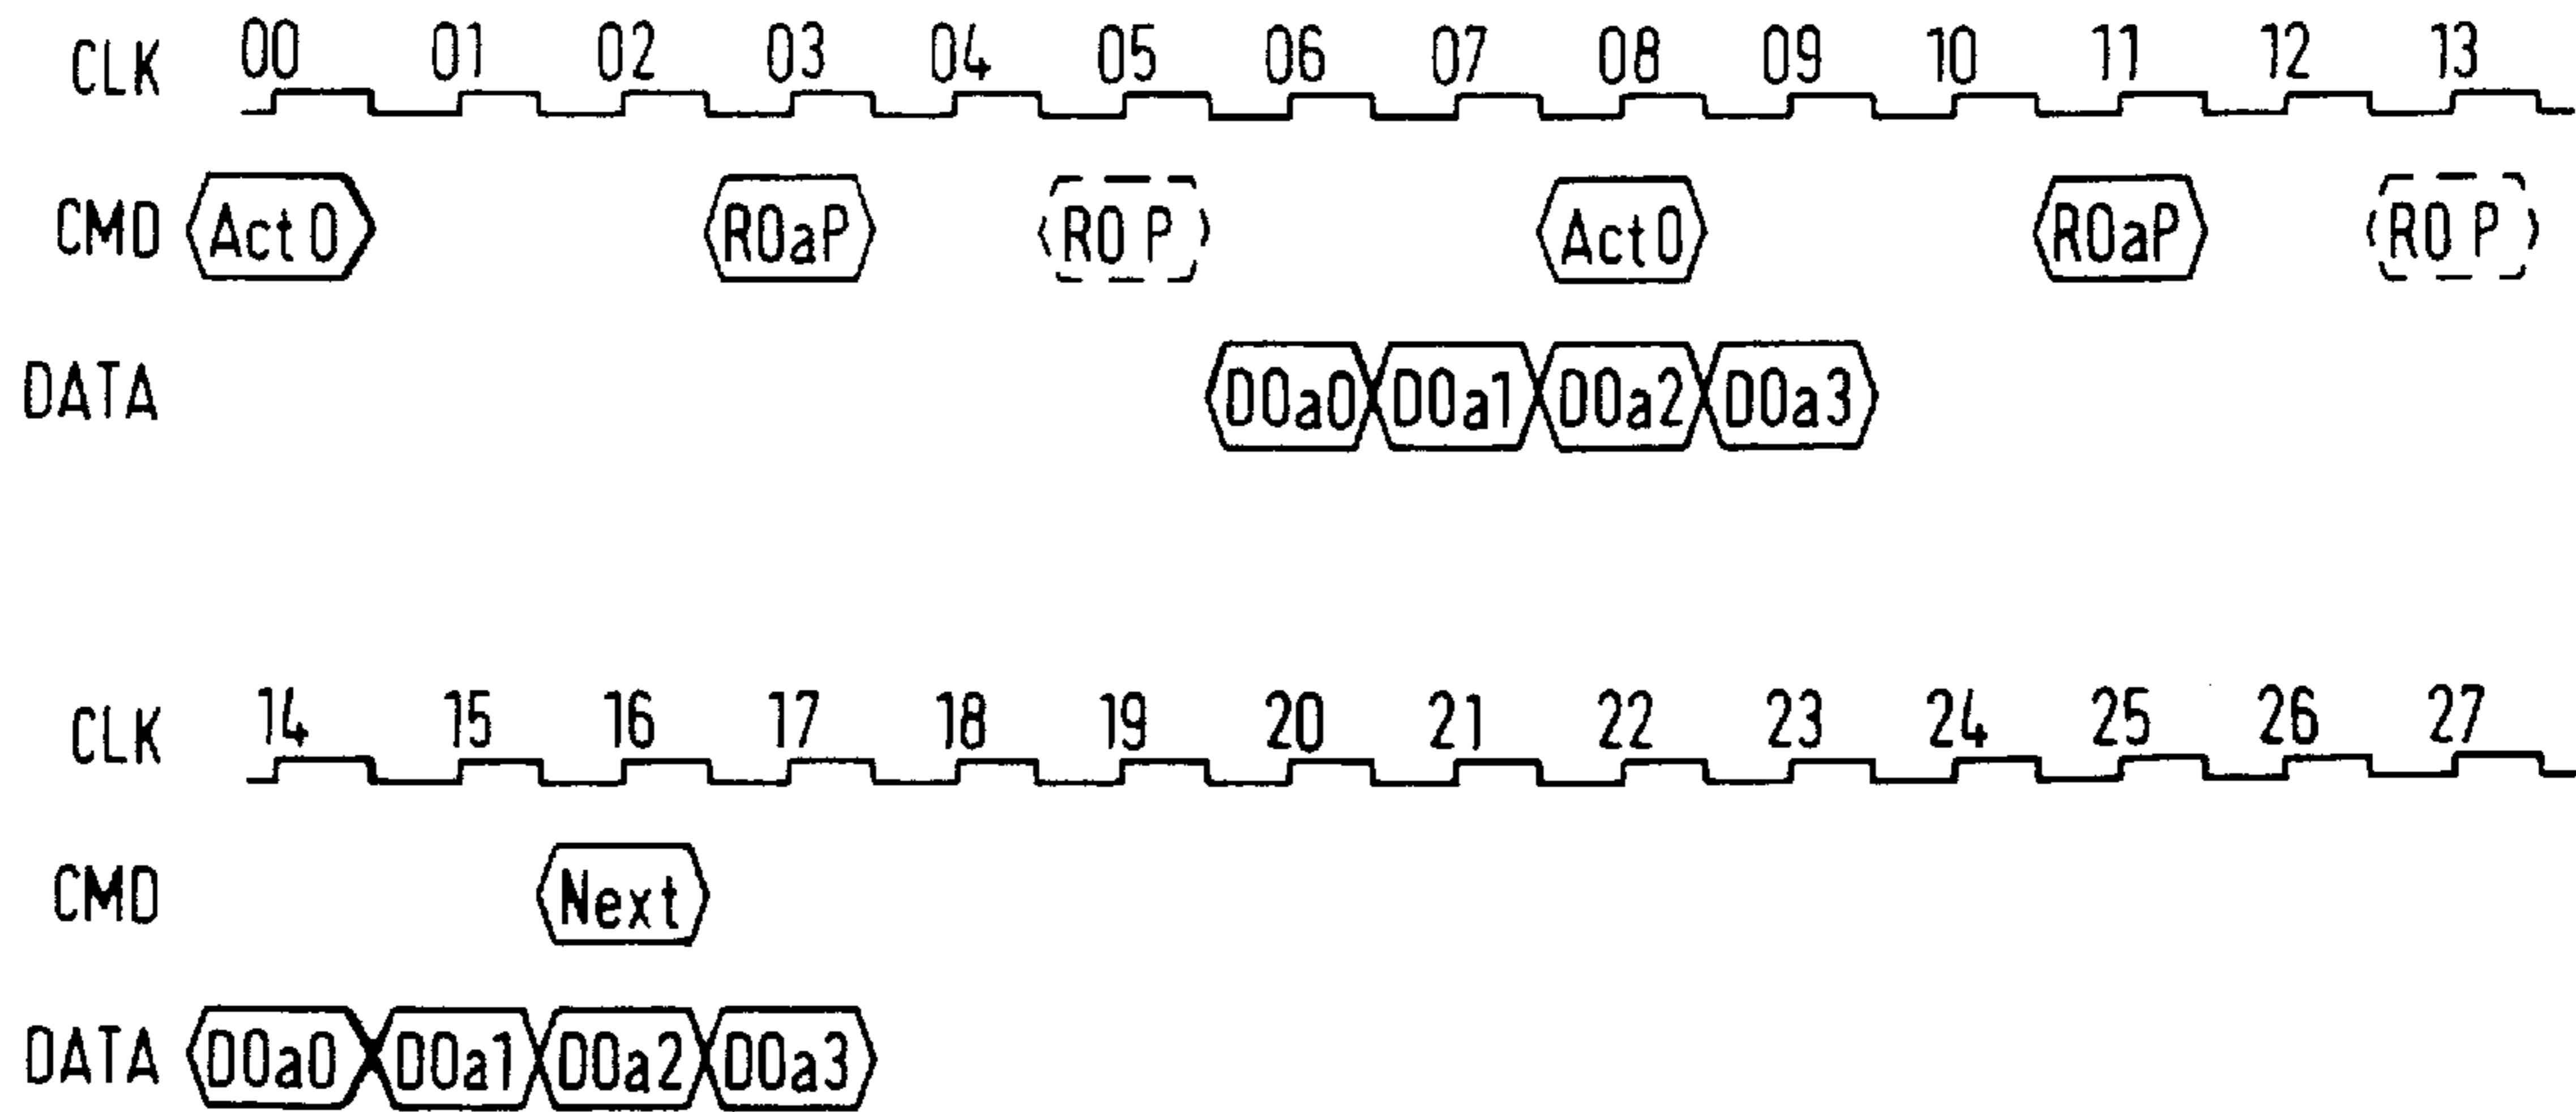 CLK 00 01 02 03 04 05 06 07 08 09 10 11 12 13
CMD Act0 R0aP R0 P Act0 R0aP R0 P
DATA D0a0 D0a1 D0a2 D0a3
CLK 14 15 16 17 18 19 20 21 22 23 24 25 26 27
CMD Next
DATA D0a0 D0a1 D0a2 D0a3